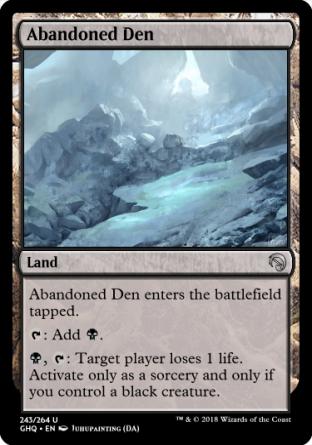 Abandoned Den
Land
Abandoned Den enters the battlefield
tapped.
: Add .
, : Target player loses 1 life.
Activate only as a sorcery and only if
you control a black creature.
243/264 U
GHQ • EN JUHUPAINTING (DA)
™ & © 2018 Wizards of the Coast